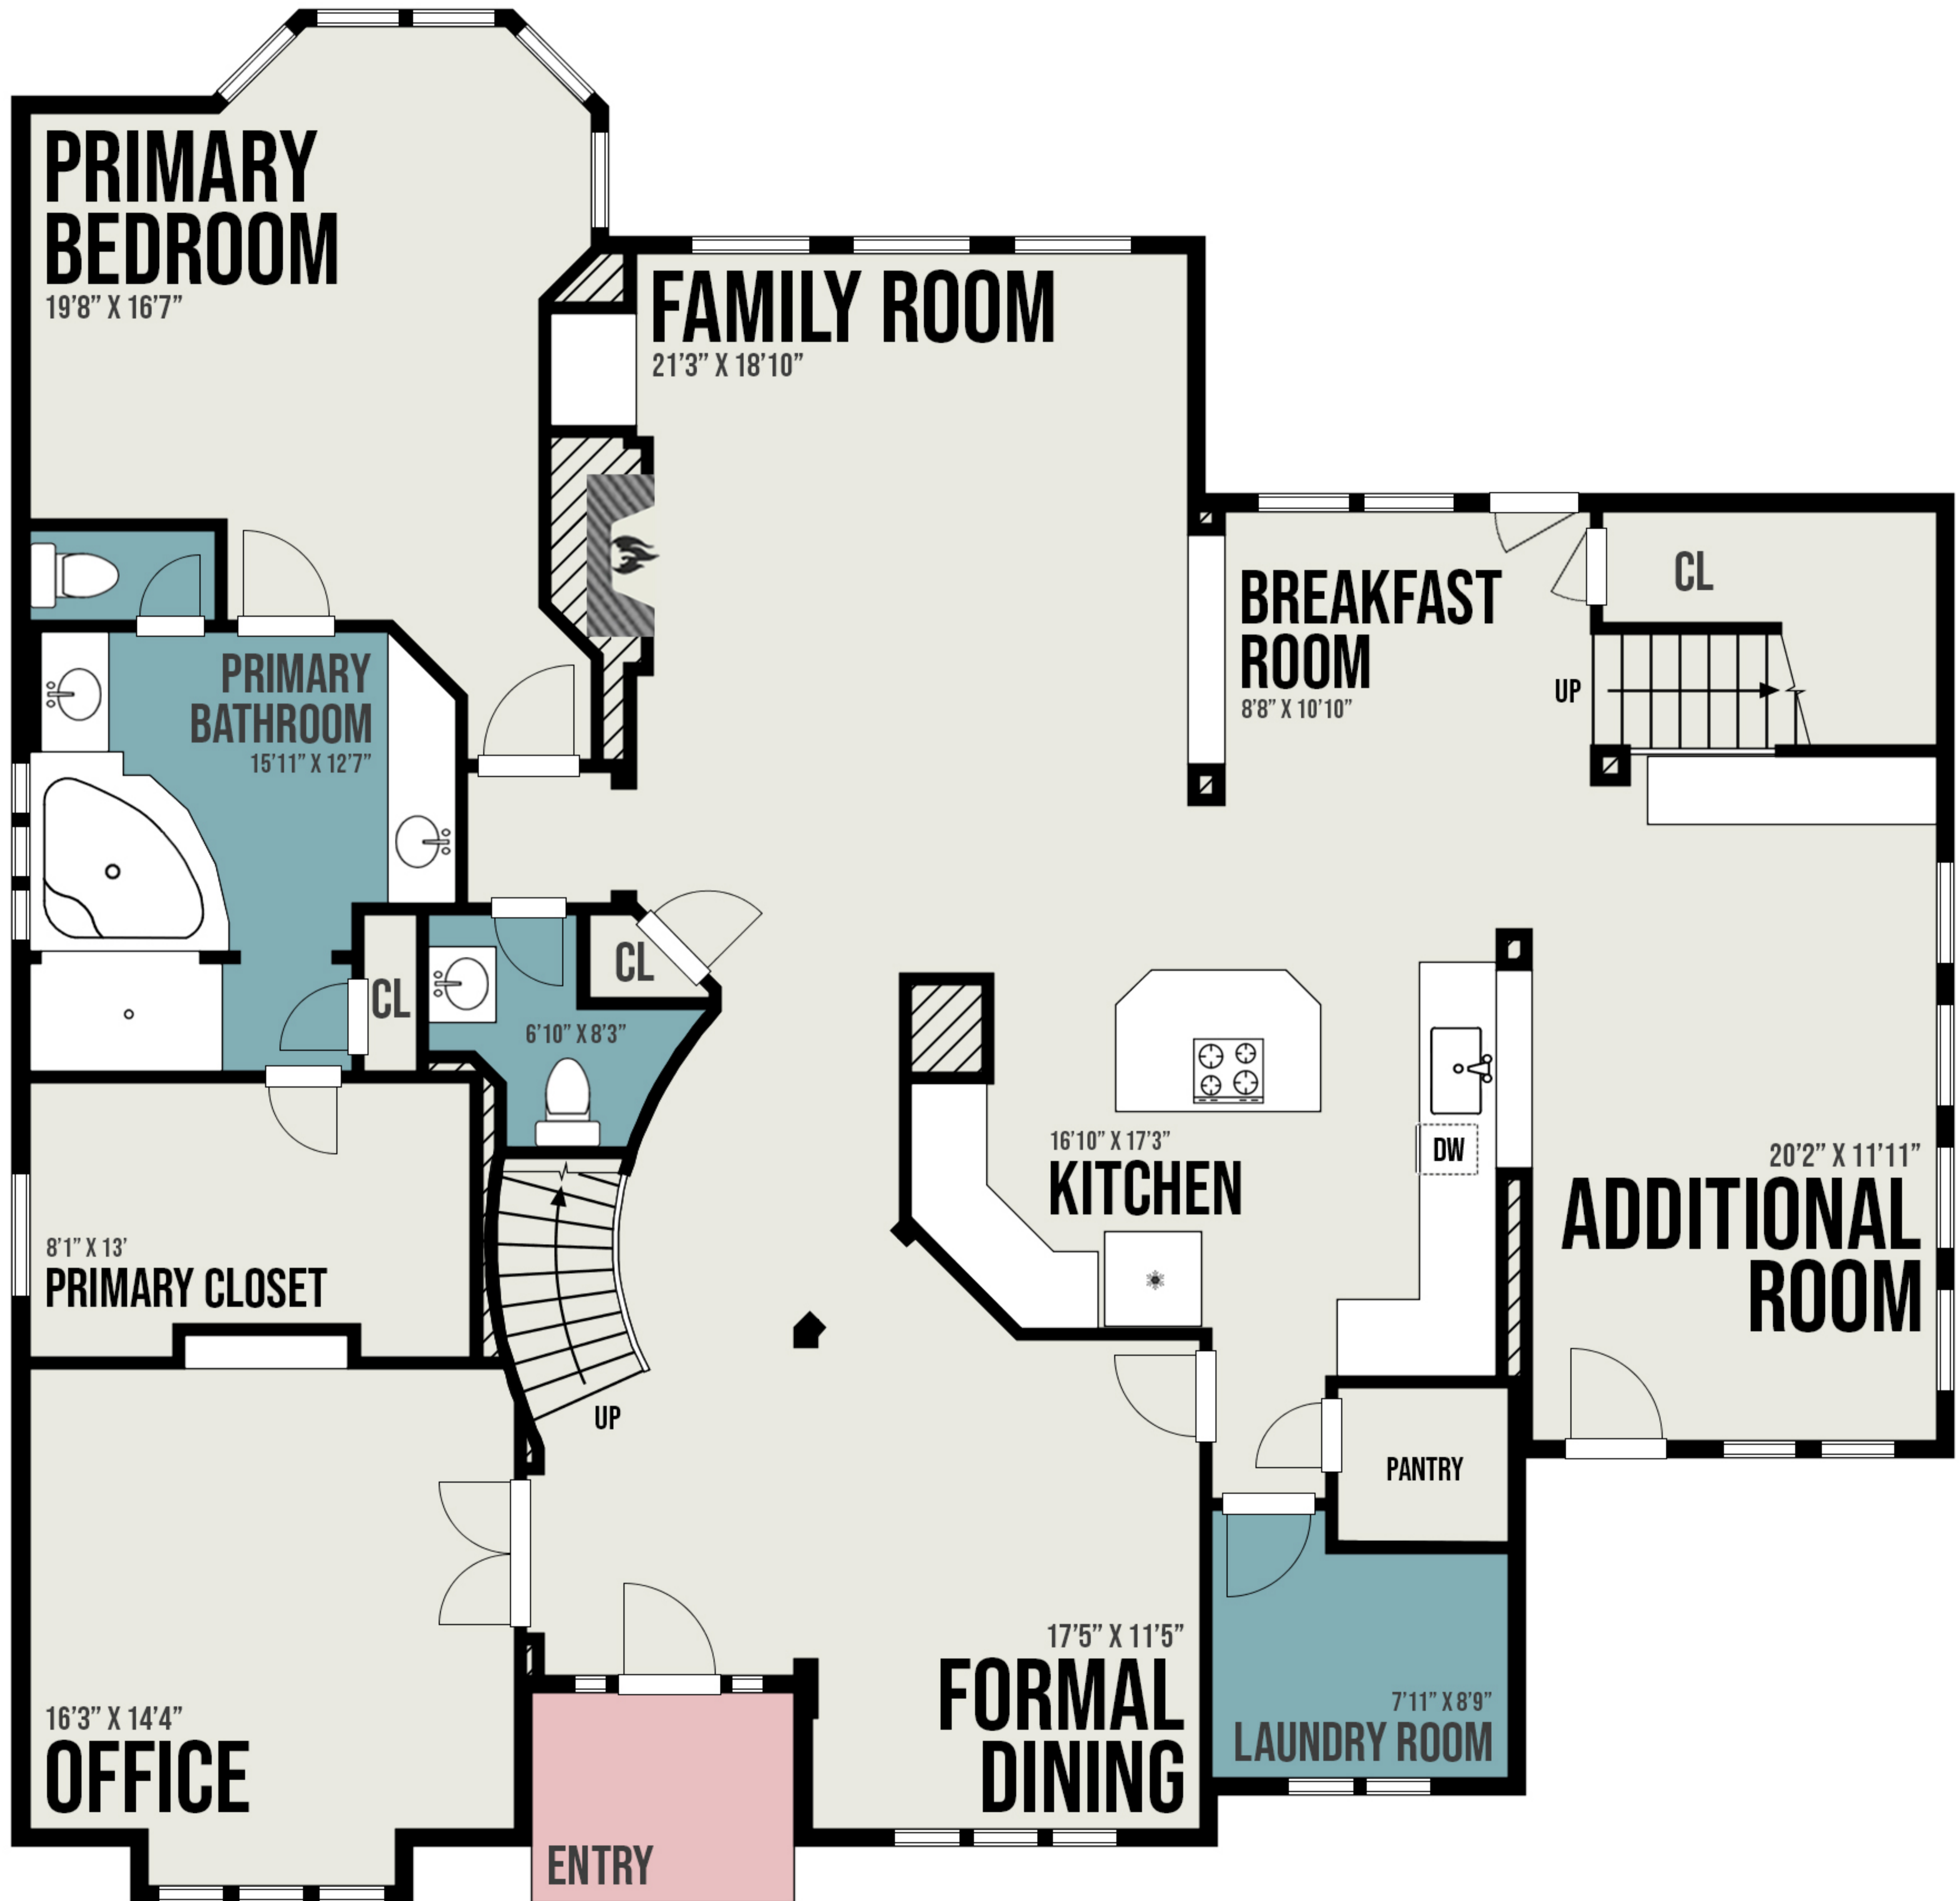 PRIMARY
BEDROOM
19'8" X 16'7"
FAMILY ROOM
21'3" X 18'10"
BREAKFAST
ROOM
8'8" X 10'10"
CL
UP
PRIMARY
BATHROOM
15'11" X 12'7"
CL
CL
6'10" X 8'3"
16'10" X 17'3"
KITCHEN
DW
20'2" X 11'11"
ADDITIONAL
ROOM
8'1" X 13'
PRIMARY CLOSET
UP
PANTRY
16'3" X 14'4"
OFFICE
17'5" X 11'5"
FORMAL
DINING
7'11" X 8'9"
LAUNDRY ROOM
ENTRY